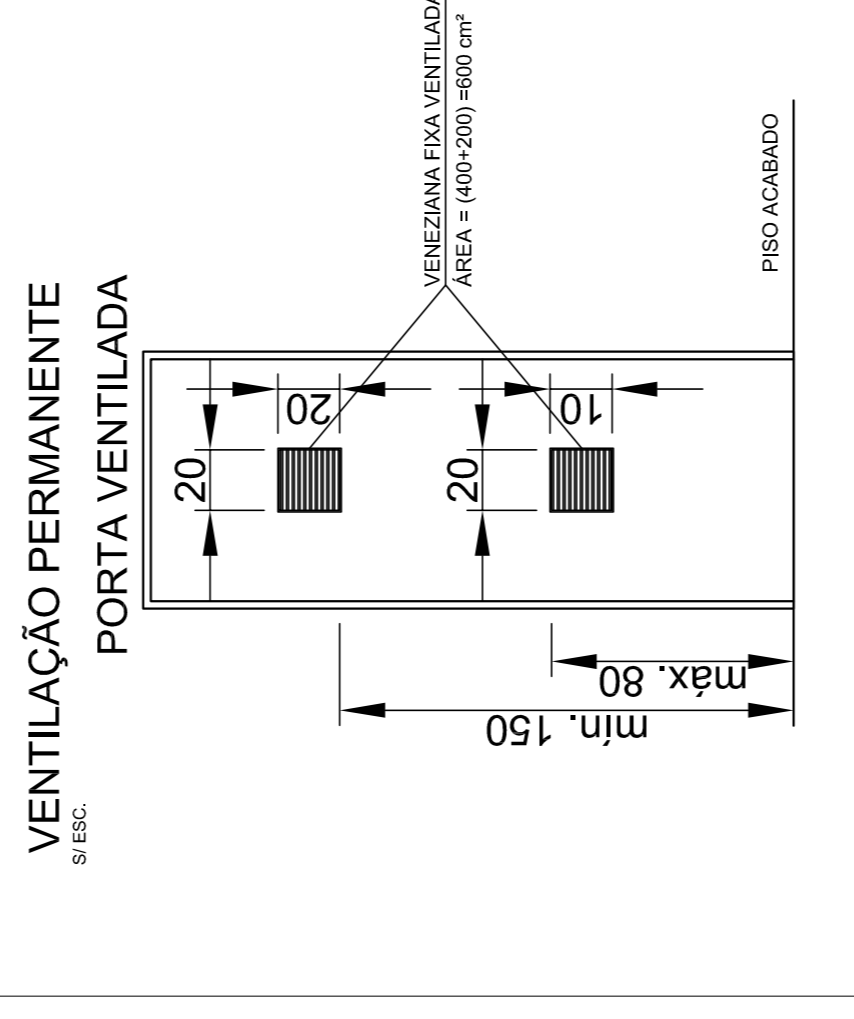 VENTILAÇÃO PERMANENTE
S/ ESC.
PORTA VENTILADA
20
20
20
10
VENEZIANA FIXA VENTILADA
ÁREA = (400+200) =600 cm²
PISO ACABADO
máx. 80
mín. 150